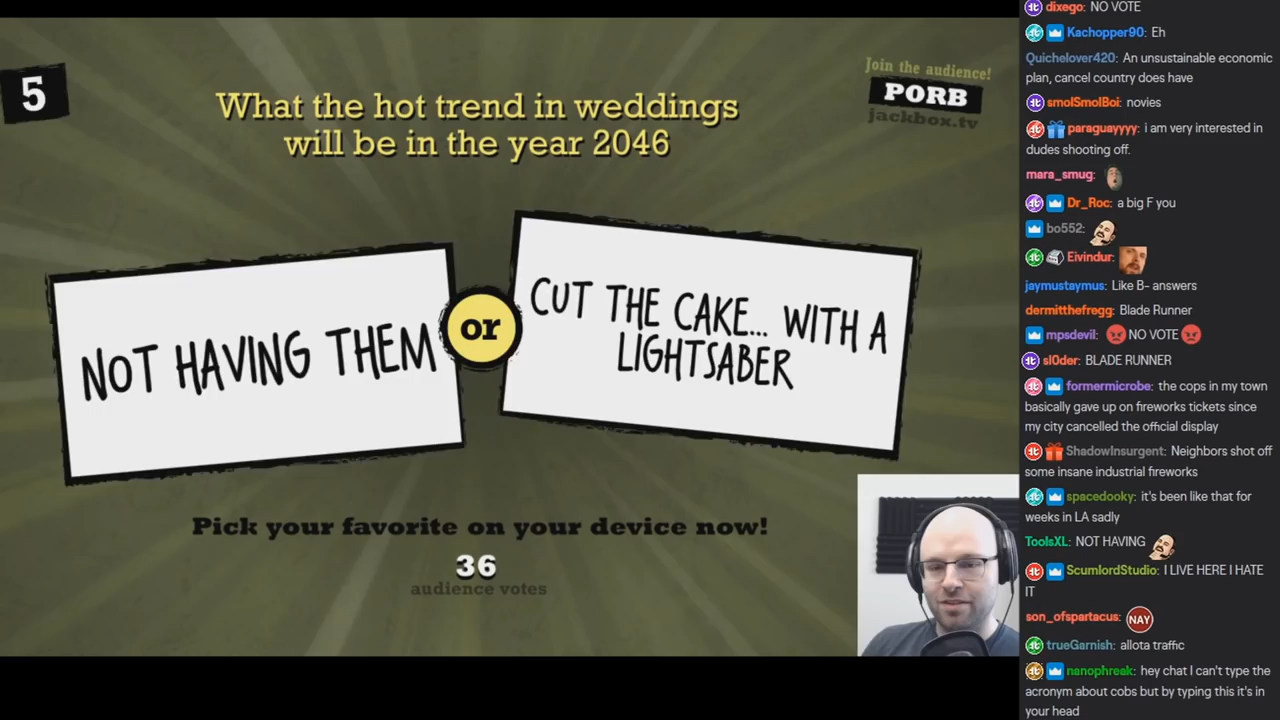 5
What the hot trend in weddings
will be in the year 2046
Join the audience!
PORB
jackbox.tv
NOT HAVING THEM
or
CUT THE CAKE... WITH A
LIGHTSABER
Pick your favorite on your device now!
36
audience votes
dixego: NO VOTE
Kachopper90: Eh
Quichelover420: An unsustainable economic
plan, cancel country does have
smolSmolBoi: novies
paraguayyyy: i am very interested in
dudes shooting off.
mara_smug:
Dr_Roc: a big F you
bo552:
Eivindur:
jaymustaymus: Like B- answers
dermitthefregg: Blade Runner
mpsdevil: NO VOTE
sl0der: BLADE RUNNER
formermicrobe: the cops in my town
basically gave up on fireworks tickets since
my city cancelled the official display
ShadowInsurgent: Neighbors shot off
some insane industrial fireworks
spacedooky: it's been like that for
weeks in LA sadly
ToolsXL: NOT HAVING
ScumlordStudio: I LIVE HERE I HATE
IT
son_ofspartacus: NAY
trueGarnish: allota traffic
nanophreak: hey chat I can't type the
acronym about cobs but by typing this it's in
your head